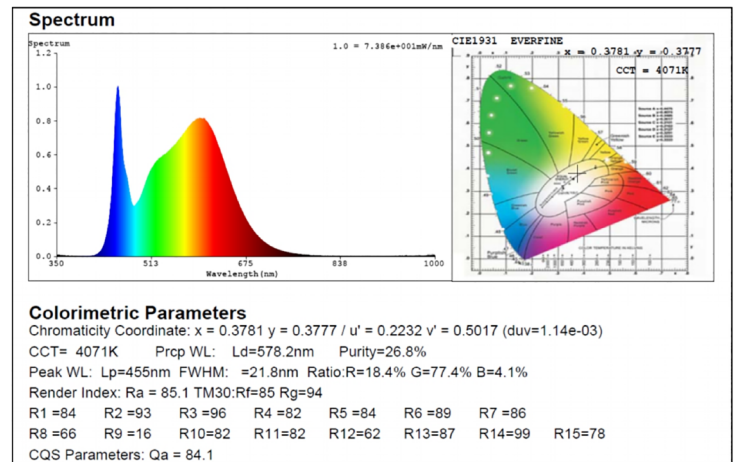 Spectrum
Spectrum
1.0 = 7.386e+001mW/nm
1.2
1.0
0.8
0.6
0.4
0.2
0.0
350 513 675 838 1000
Wavelength(nm)
CIE1931 EVERFINE
x = 0.3781 y = 0.3777
CCT = 4071K
Colorimetric Parameters
Chromaticity Coordinate: x = 0.3781 y = 0.3777 / u' = 0.2232 v' = 0.5017 (duv=1.14e-03)
CCT= 4071K Prcp WL: Ld=578.2nm Purity=26.8%
Peak WL: Lp=455nm FWHM: =21.8nm Ratio:R=18.4% G=77.4% B=4.1%
Render Index: Ra = 85.1 TM30:Rf=85 Rg=94
R1 =84 R2 =93 R3 =96 R4 =82 R5 =84 R6 =89 R7 =86
R8 =66 R9 =16 R10=82 R11=82 R12=62 R13=87 R14=99 R15=78
CQS Parameters: Qa = 84.1